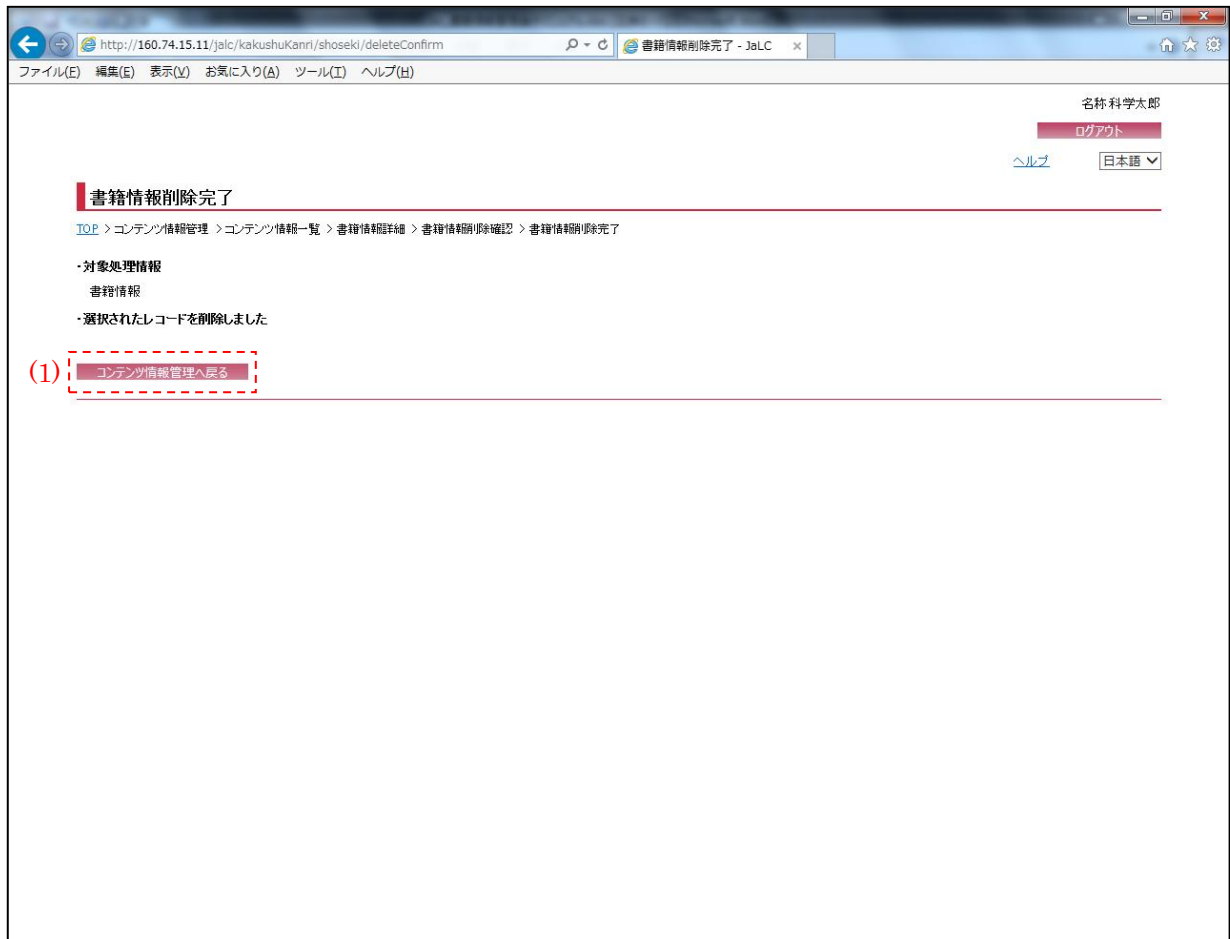 http://160.74.15.11/jalc/kakushuKanri/shoseki/deleteConfirm
書籍情報削除完了 - JaLC
ファイル(F) 編集(E) 表示(V) お気に入り(A) ツール(T) ヘルプ(H)
名称 科学太郎
ログアウト
ヘルプ 日本語
書籍情報削除完了
TOP > コンテンツ情報管理 > コンテンツ情報一覧 > 書籍情報詳細 > 書籍情報削除確認 > 書籍情報削除完了
・対象処理情報
書籍情報
・選択されたレコードを削除しました
(1) コンテンツ情報管理へ戻る